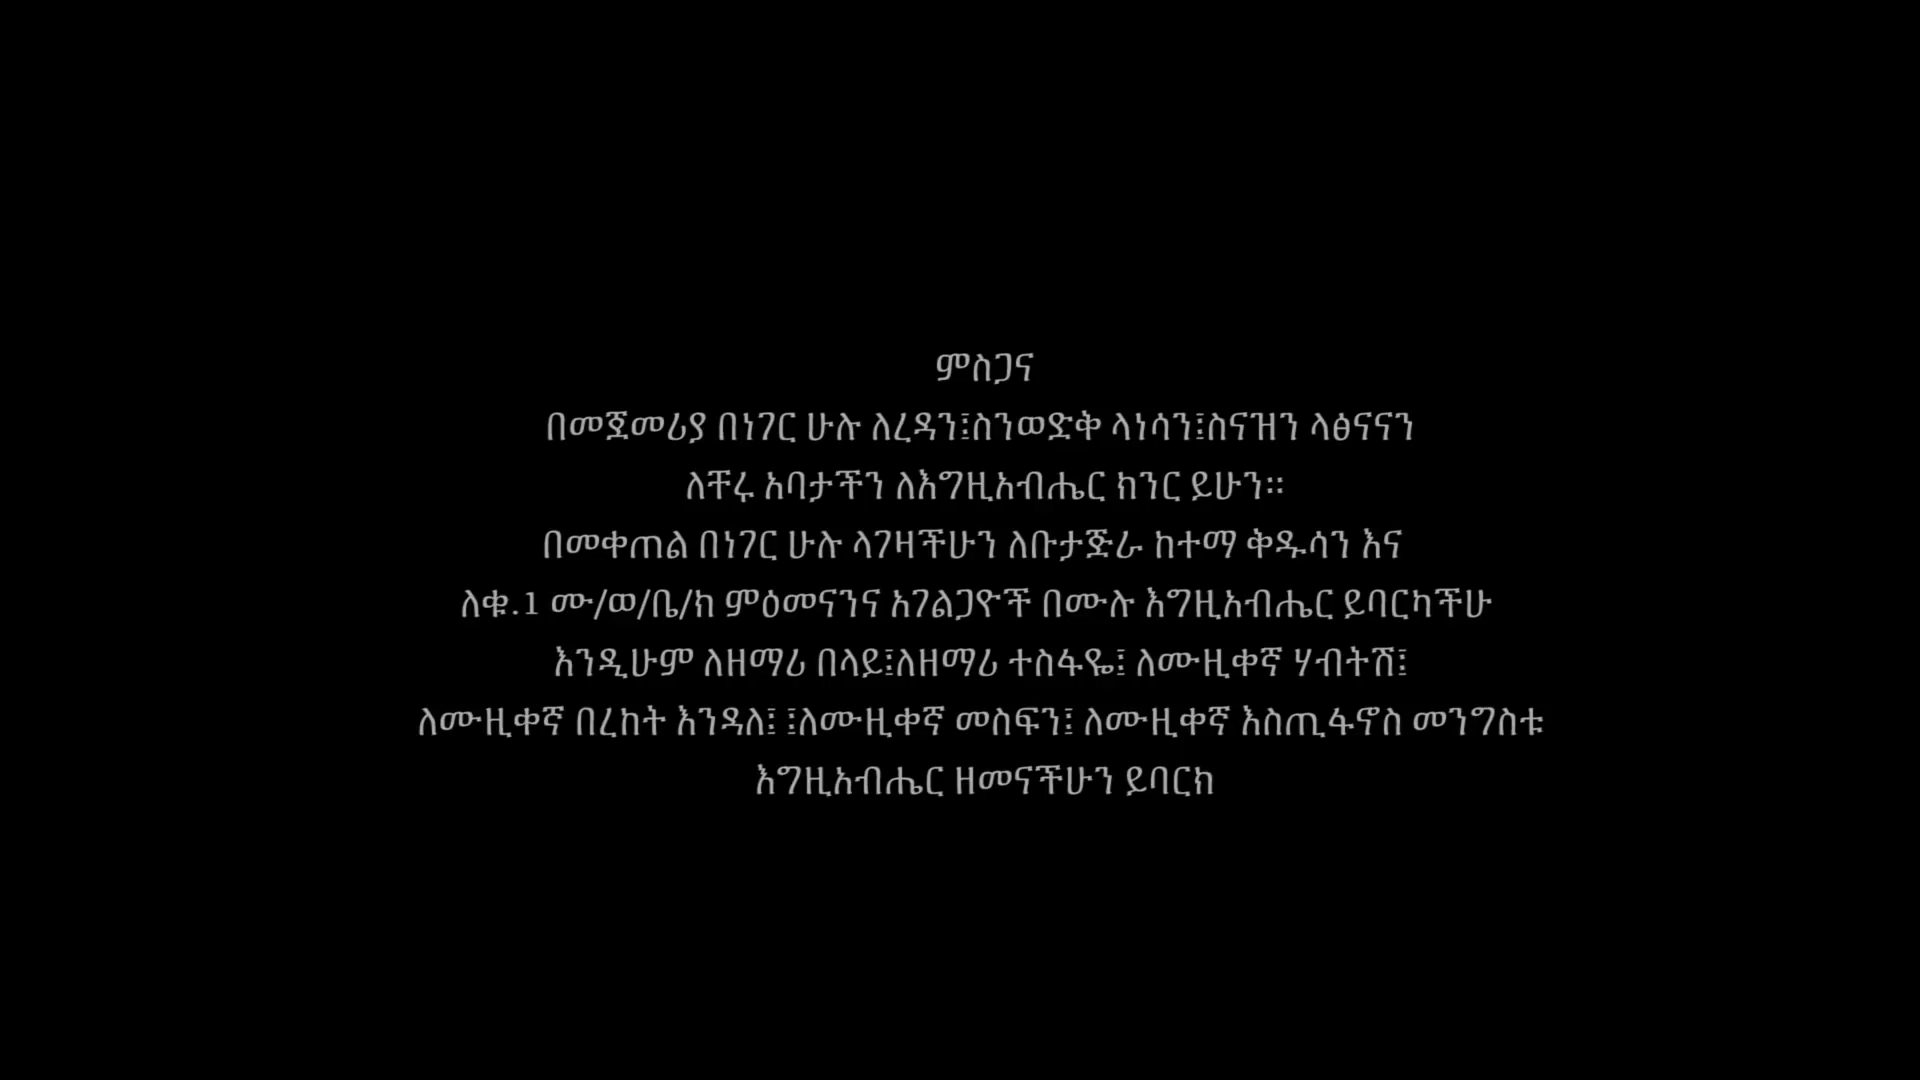 ምስጋና
በመጀመሪያ በነገር ሁሉ ለረዳን፤ስንወድቅ ላነሳን፤ስናዝን ላፅናናን
ለቸሩ አባታችን ለእግዚአብሔር ክንር ይሁን።
በመቀጠል በነገር ሁሉ ላገዛችሁን ለቡታጅራ ከተማ ቅዱሳን እና
ለቁ.1 ሙ/ወ/ቤ/ክ ምዕመናንና አገልጋዮች በሙሉ እግዚአብሔር ይባርካችሁ
እንዲሁም ለዘማሪ በላይ፤ለዘማሪ ተስፋዬ፤ ለሙዚቀኛ ሃብትሽ፤
ለሙዚቀኛ በረከት እንዳለ፤ ፤ለሙዚቀኛ መስፍን፤ ለሙዚቀኛ እስጢፋኖስ መንግስቱ
እግዚአብሔር ዘመናችሁን ይባርክ